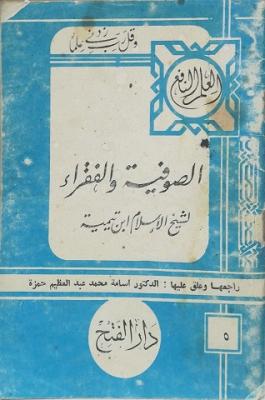 وقل رب زدني علما
العلم النافع
الصوفية والفقراء
لشيخ الإسلام ابن تيمية
راجعها وعلق عليها : الدكتور أسامة محمد عبد العظيم حمزة
دار الفتح
٥